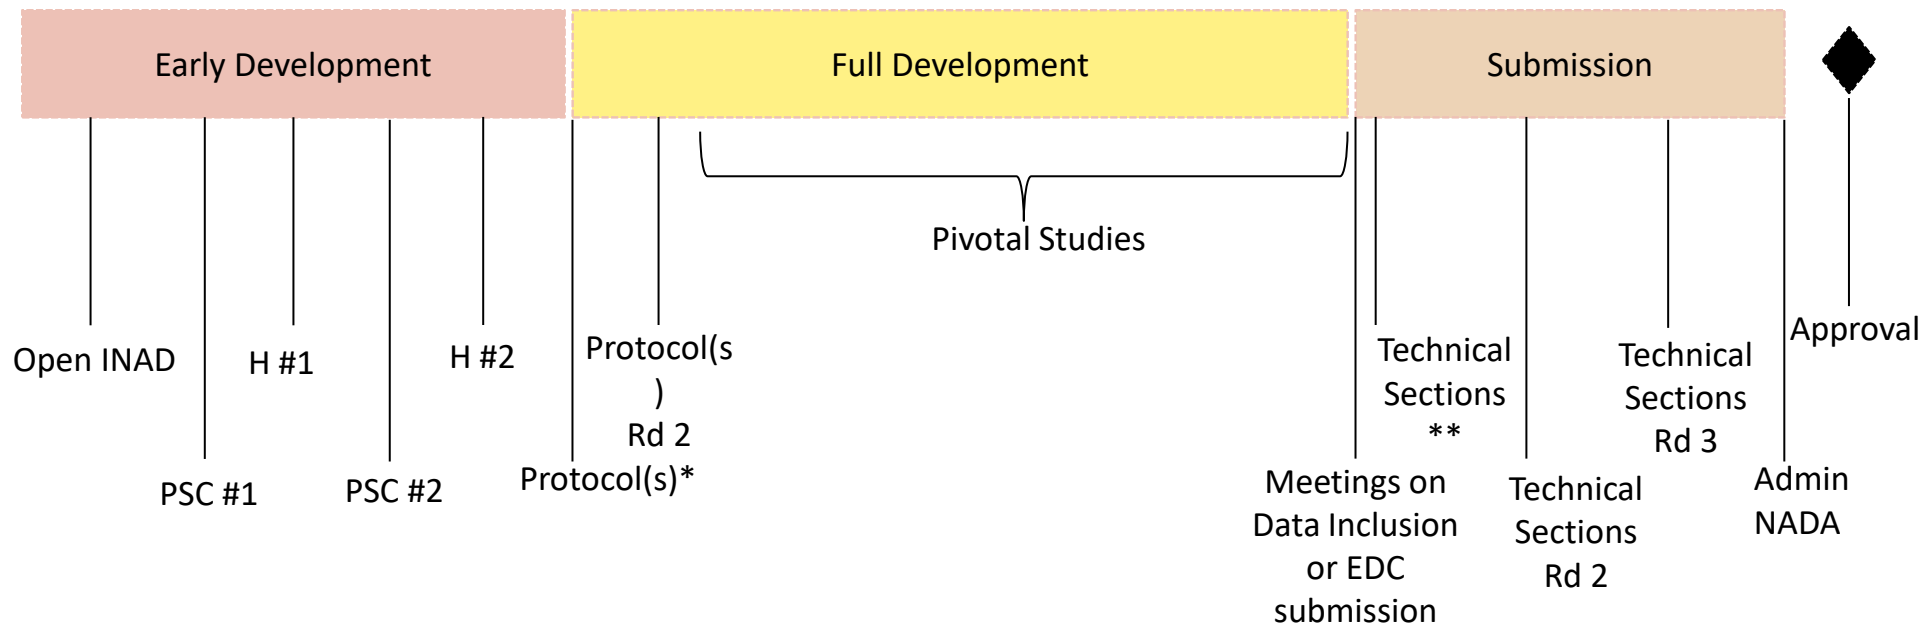 Early Development
Full Development
Submission
Pivotal Studies
Open INAD
PSC #1
H #1
PSC #2
H #2
Protocol(s)*
Protocol(s
)
Rd 2
Meetings on
Data Inclusion
or EDC
submission
Technical
Sections
**
Technical
Sections
Rd 2
Technical
Sections
Rd 3
Admin
NADA
Approval